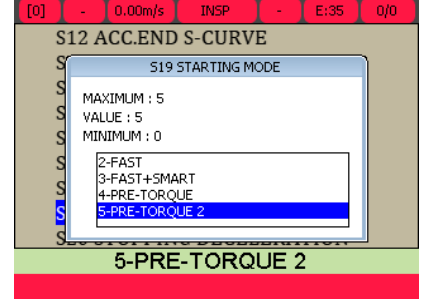 [0] - 0.00m/s INSP - E:35 0/0
S12 ACC.END S-CURVE
S19 STARTING MODE
MAXIMUM : 5
VALUE : 5
MINIMUM : 0
2-FAST
3-FAST+SMART
4-PRE-TORQUE
5-PRE-TORQUE 2
5-PRE-TORQUE 2